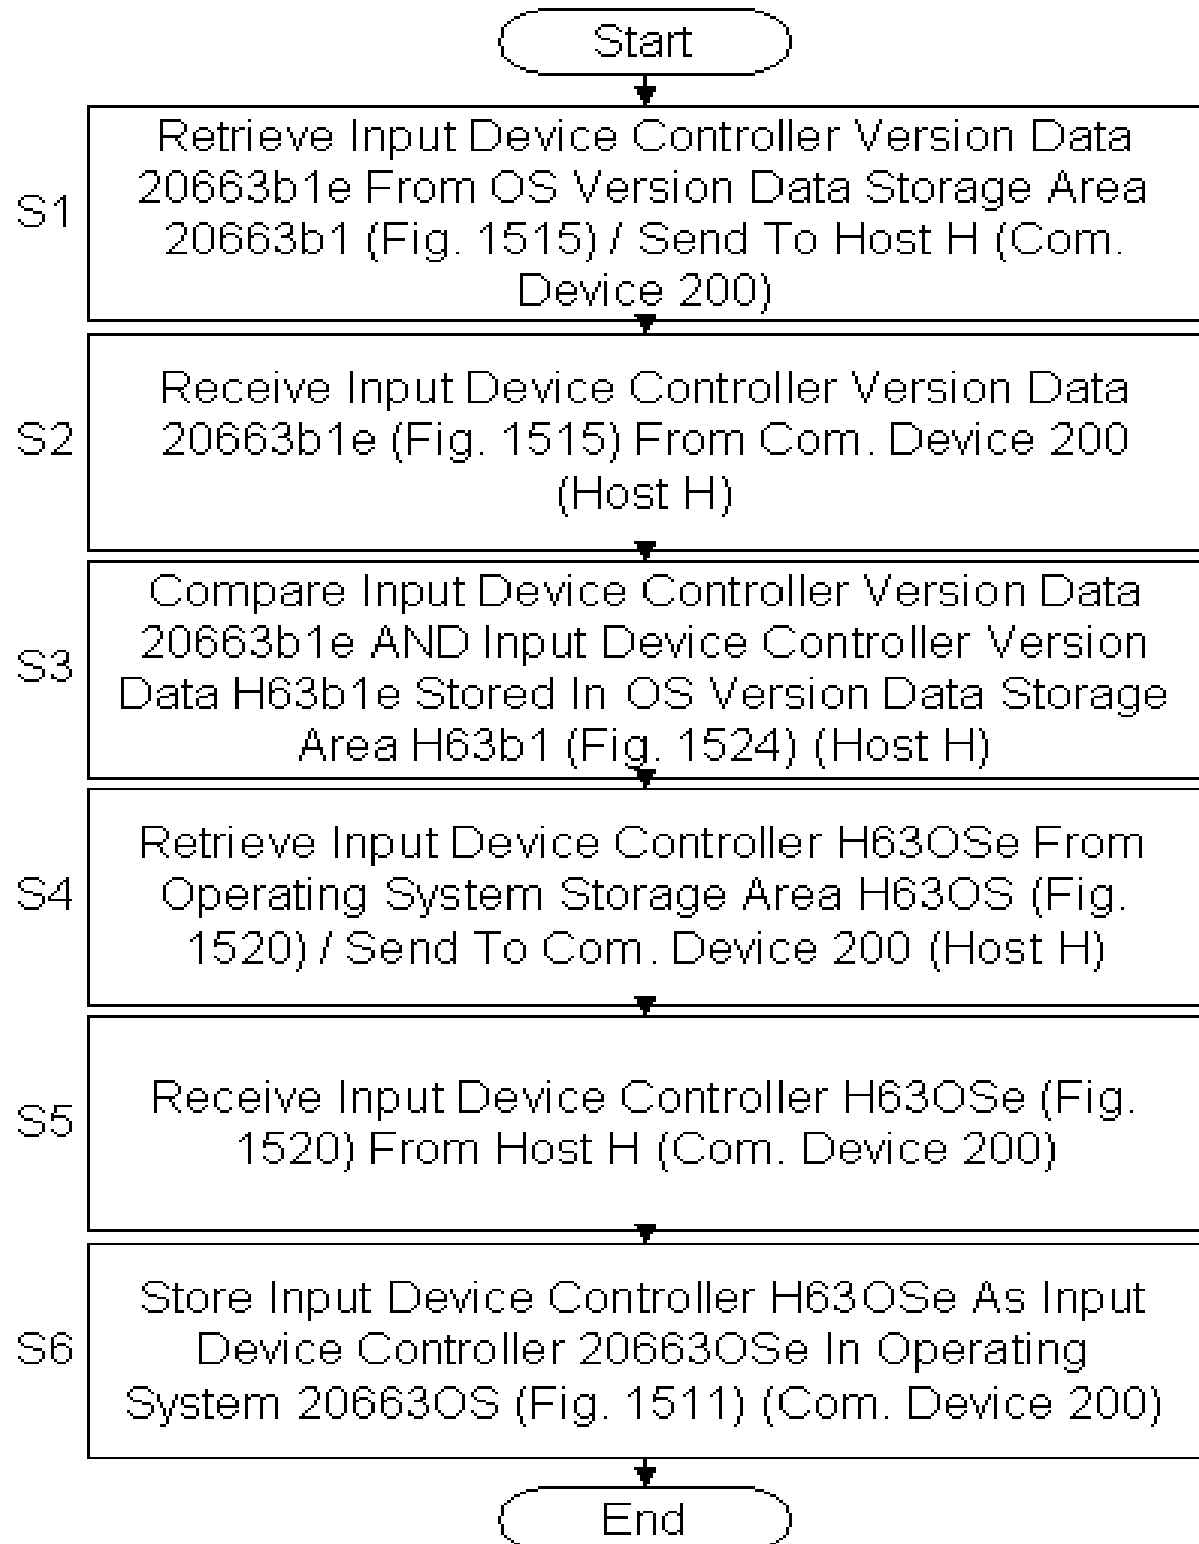 Start
S1
Retrieve Input Device Controller Version Data
20663b1e From OS Version Data Storage Area
20663b1 (Fig. 1515) / Send To Host H (Com.
Device 200)
S2
Receive Input Device Controller Version Data
20663b1e (Fig. 1515) From Com. Device 200
(Host H)
S3
Compare Input Device Controller Version Data
20663b1e AND Input Device Controller Version
Data H63b1e Stored In OS Version Data Storage
Area H63b1 (Fig. 1524) (Host H)
S4
Retrieve Input Device Controller H63OSe From
Operating System Storage Area H63OS (Fig.
1520) / Send To Com. Device 200 (Host H)
S5
Receive Input Device Controller H63OSe (Fig.
1520) From Host H (Com. Device 200)
S6
Store Input Device Controller H63OSe As Input
Device Controller 20663OSe In Operating
System 20663OS (Fig. 1511) (Com. Device 200)
End